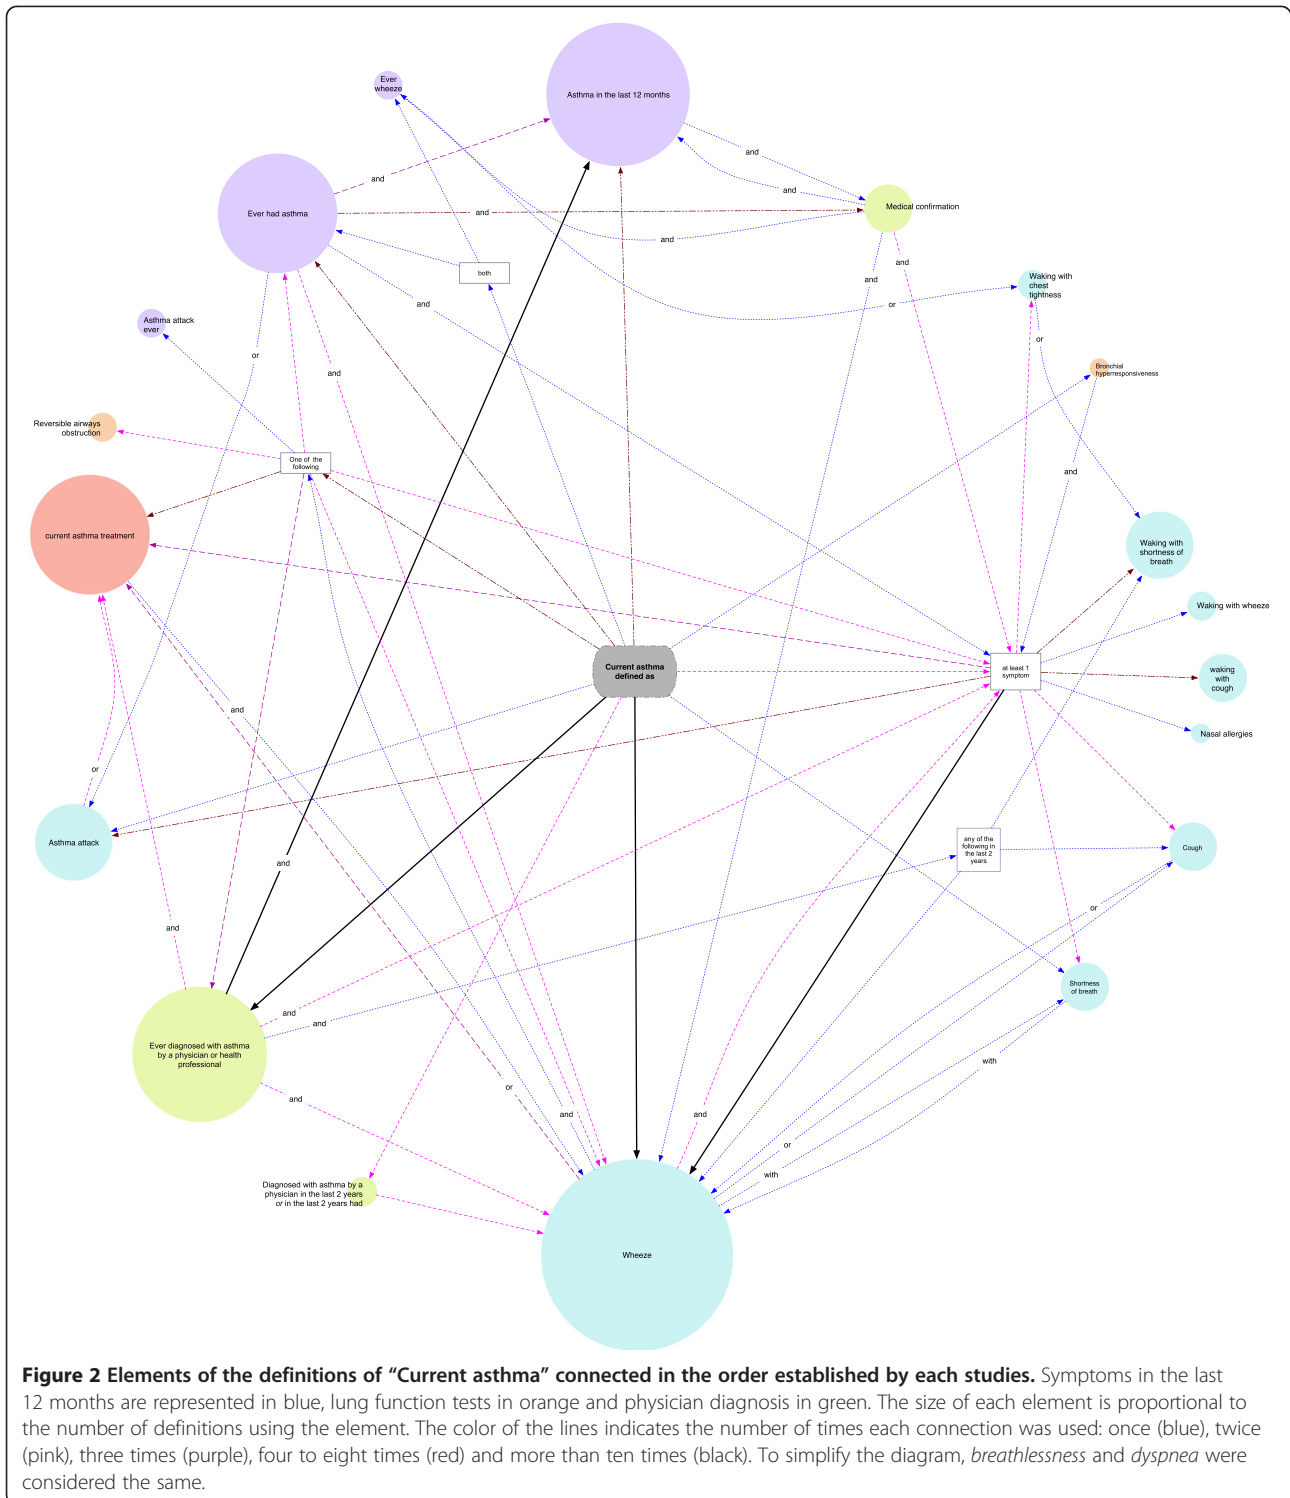 Ever
wheeze
Asthma in the last 12 months
and
and
and
Ever had asthma
and
Medical confirmation
and
both
and
and
Waking with
chest
tightness
and
or
Asthma attack
ever
or
or
and
Bronchial
hyperresponsiveness
Reversible airways
obstruction
One of the
following
and
current asthma treatment
Waking with
shortness of
breath
Waking with wheeze
Current asthma
defined as
at least 1
symptom
waking
with
cough
and
Nasal allergies
or
Asthma attack
and
any of the
following in
the last 2
years
Cough
or
and
Shortness
of breath
and
and
Ever diagnosed with asthma
by a physician or health
professional
with
or
and
and
and
or
with
Diagnosed with asthma by a
physician in the last 2 years
or in the last 2 years had
Wheeze
Figure 2 Elements of the definitions of “Current asthma” connected in the order established by each studies. Symptoms in the last
12 months are represented in blue, lung function tests in orange and physician diagnosis in green. The size of each element is proportional to
the number of definitions using the element. The color of the lines indicates the number of times each connection was used: once (blue), twice
(pink), three times (purple), four to eight times (red) and more than ten times (black). To simplify the diagram, breathlessness and dyspnea were
considered the same.